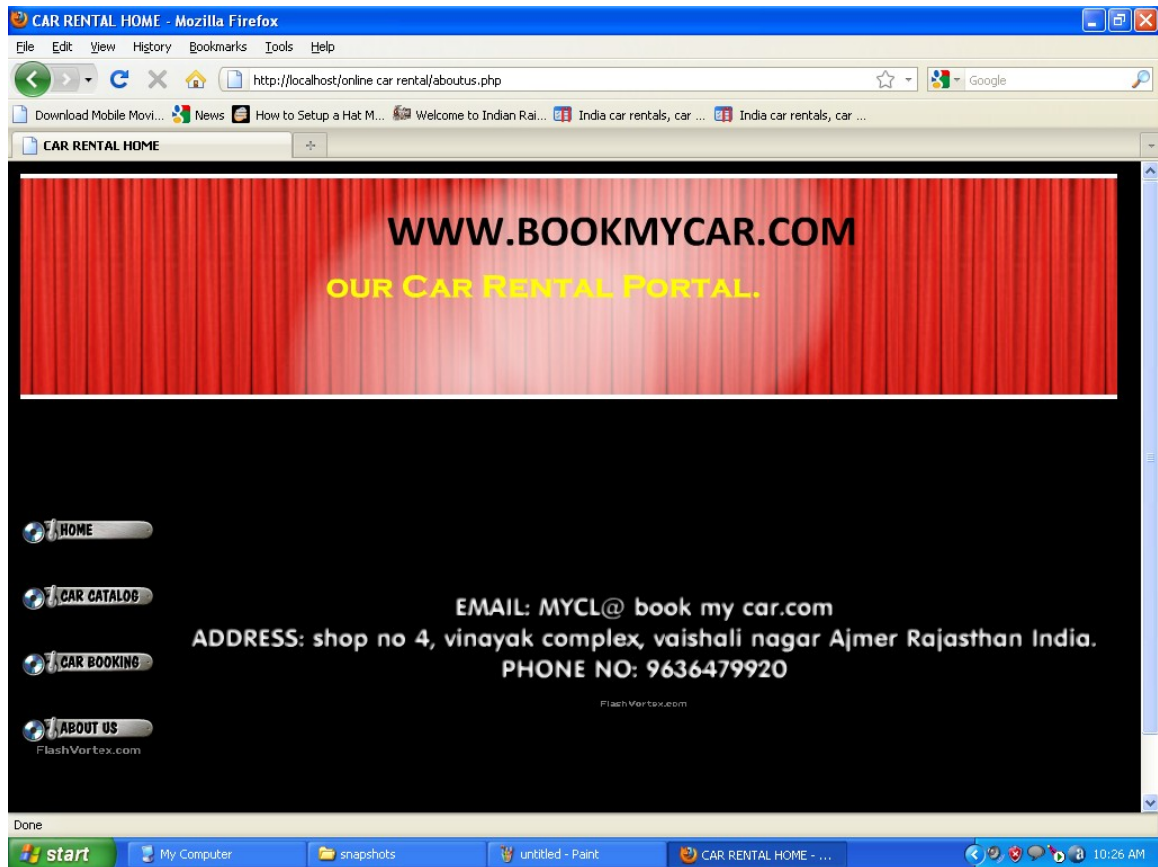 CAR RENTAL HOME - Mozilla Firefox
File Edit View History Bookmarks Tools Help
http://localhost/online car rental/aboutus.php
Google
Download Mobile Movi... News How to Setup a Hat M... Welcome to Indian Rai... India car rentals, car ... India car rentals, car ...
CAR RENTAL HOME
WWW.BOOKMYCAR.COM
OUR CAR RENTAL PORTAL.
HOME
CAR CATALOG
CAR BOOKING
ABOUT US
FlashVortex.com
EMAIL: MYCL@ book my car.com
ADDRESS: shop no 4, vinayak complex, vaishali nagar Ajmer Rajasthan India.
PHONE NO: 9636479920
FlashVortex.com
Done
start My Computer snapshots untitled - Paint CAR RENTAL HOME - ... 10:26 AM